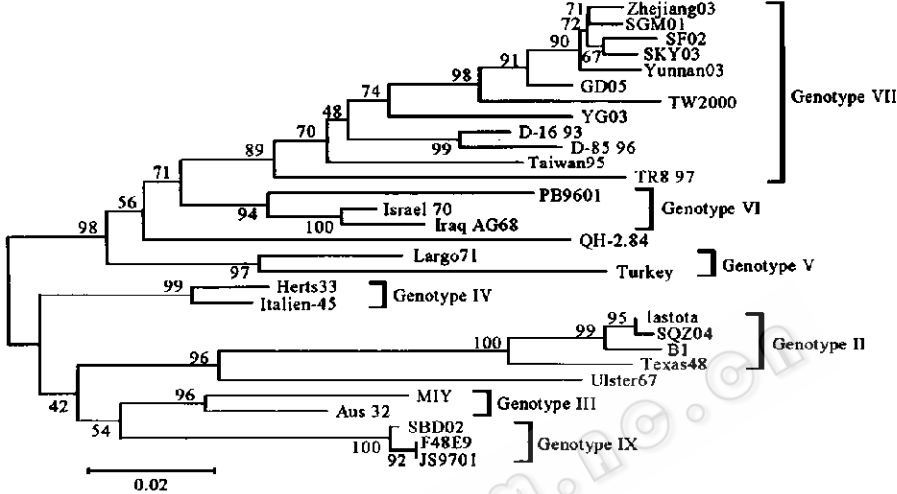 71
Zhejiang03
72
SGM01
SF02
90
67
SKY03
91
Yunnan03
98
GD05
Genotype VII
74
TW2000
48
YG03
70
D-16 93
99
D-85 96
89
Taiwan95
71
TR8 97
PB9601
56
94
Israel 70
Genotype VI
100
Iraq AG68
98
QH-2.84
Largo71
97
Turkey
Genotype V
99
Herts33
Genotype IV
Italien-45
95
lastota
99
SQZ04
100
B1
Genotype II
96
Texas48
Ulster67
42
96
MIY
Genotype III
54
Aus 32
SBD02
100
F48E9
Genotype IX
92
JS9701
0.02